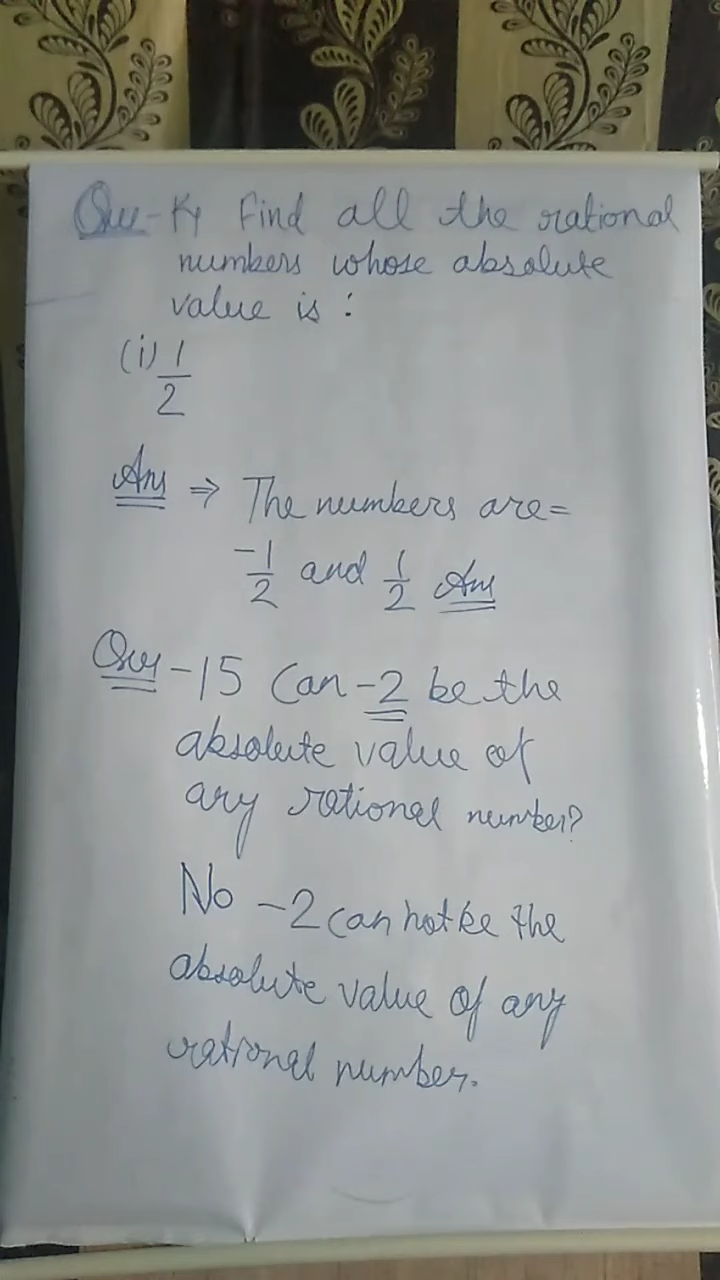 Que-14 Find all the rational
numbers whose absolute
value is :
(i) 1/2
Ans ⇒ The numbers are=
-1/2 and 1/2 Ans
Que-15 Can -2 be the
absolute value of
any rational number?
No -2 can not be the
absolute value of any
rational number.